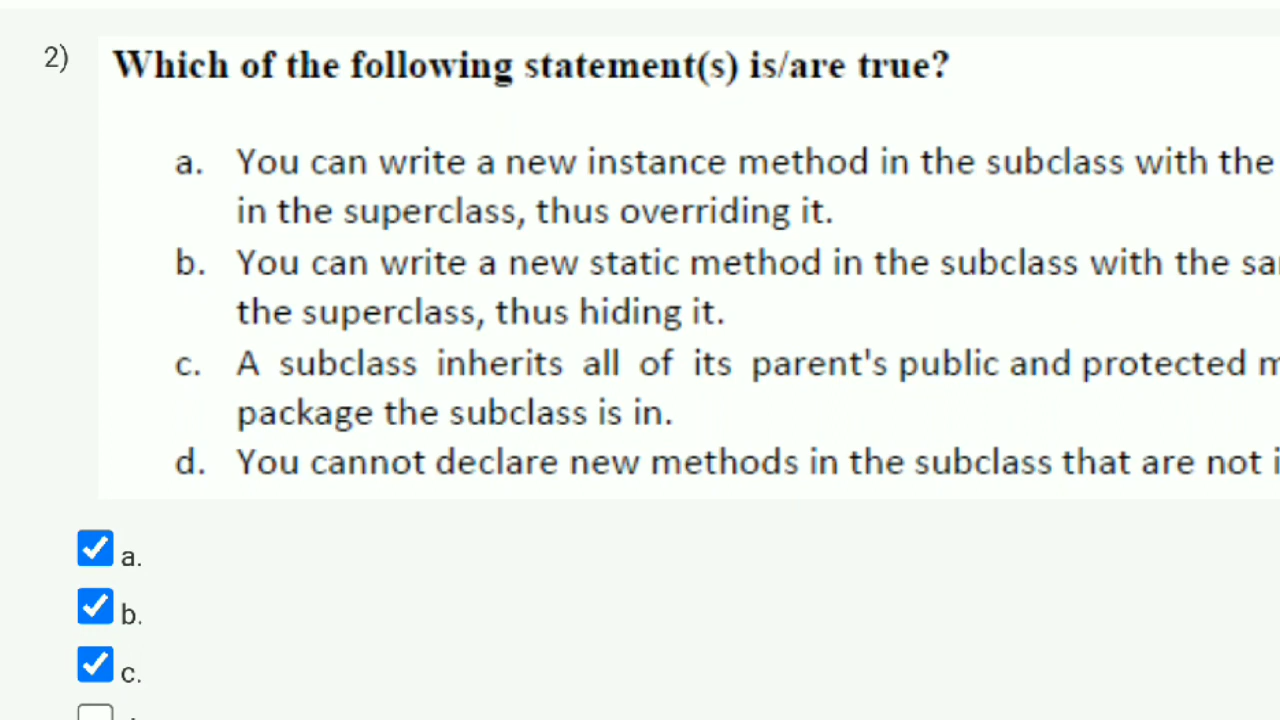 2) Which of the following statement(s) is/are true?
a. You can write a new instance method in the subclass with the
in the superclass, thus overriding it.
b. You can write a new static method in the subclass with the
the superclass, thus hiding it.
c. A subclass inherits all of its parent's public and protected
package the subclass is in.
d. You cannot declare new methods in the subclass that are not
a.
b.
c.